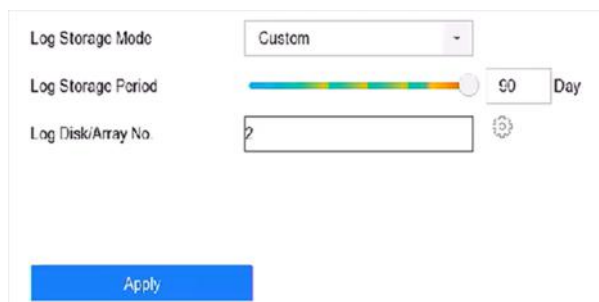 Log Storage Mode Custom
Log Storage Period 90 Day
Log Disk/Array No. 2
Apply